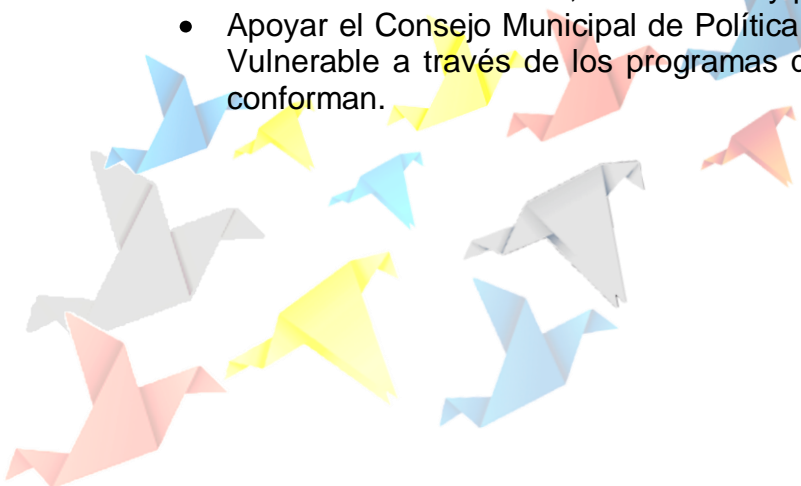 • Apoyar el Consejo Municipal de Política
Vulnerable a través de los programas
conforman.